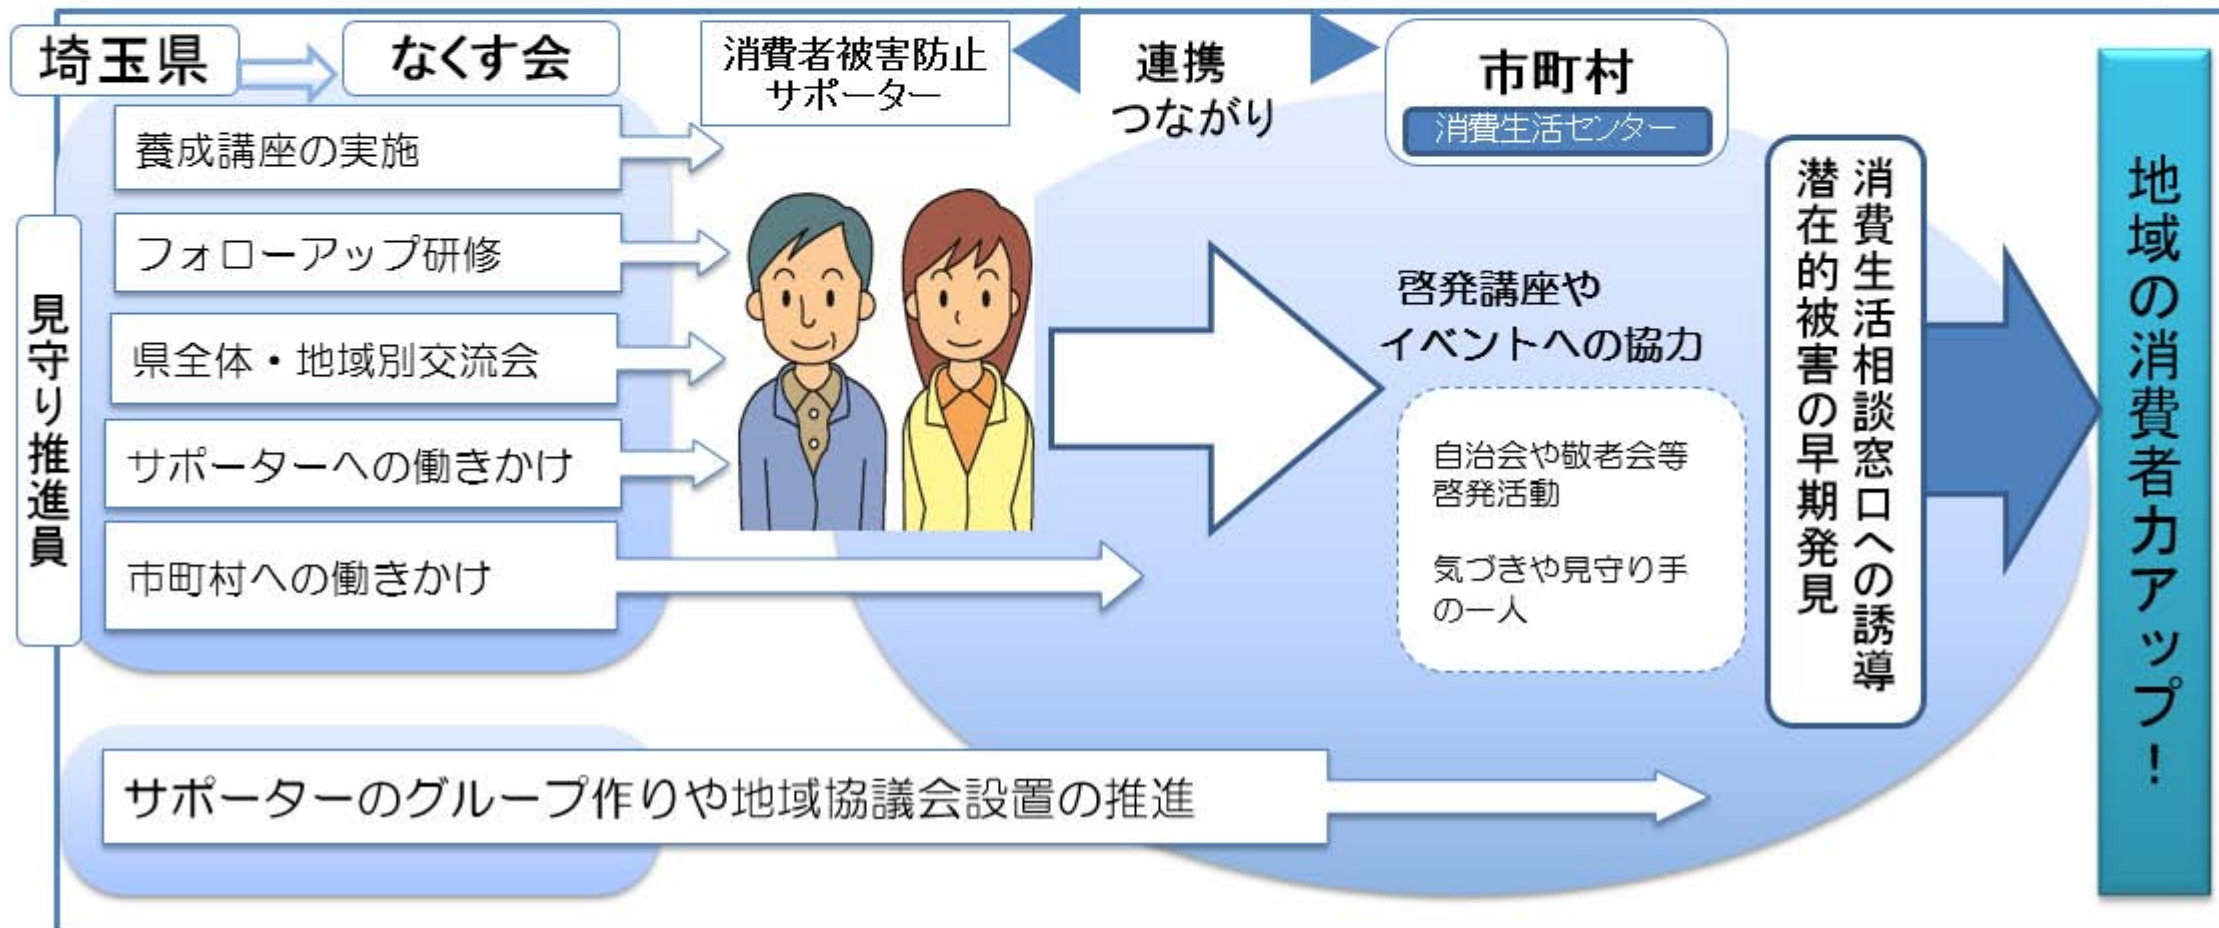 埼玉県
なくす会
消費者被害防止
サポーター
連携
つながり
市町村
消費生活センター
見守り推進員
養成講座の実施
フォローアップ研修
県全体・地域別交流会
サポーターへの働きかけ
市町村への働きかけ
サポーターのグループ作りや地域協議会設置の推進
啓発講座や
イベントへの協力
自治会や敬老会等
啓発活動
気づきや見守り手
の一人
消費生活相談窓口への誘導
潜在的被害の早期発見
地域の消費者力アップ！